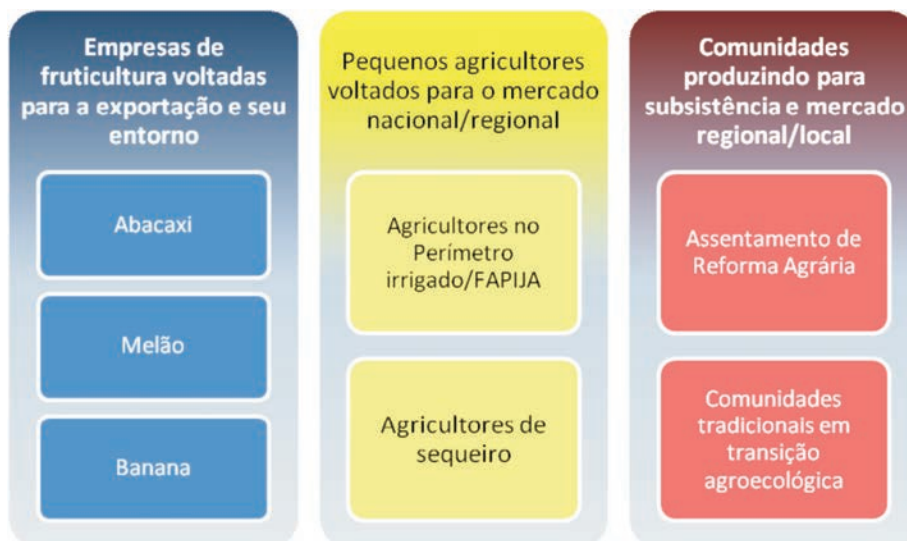 Empresas de
fruticultura voltadas
para a exportação e seu
entorno
Abacaxi
Melão
Banana
Pequenos agricultores
voltados para o mercado
nacional/regional
Agricultores no
Perímetro
irrigado/FAPIJA
Agricultores de
sequeiro
Comunidades
produzindo para
subsistência e mercado
regional/local
Assentamento de
Reforma Agrária
Comunidades
tradicionais em
transição
agroecológica